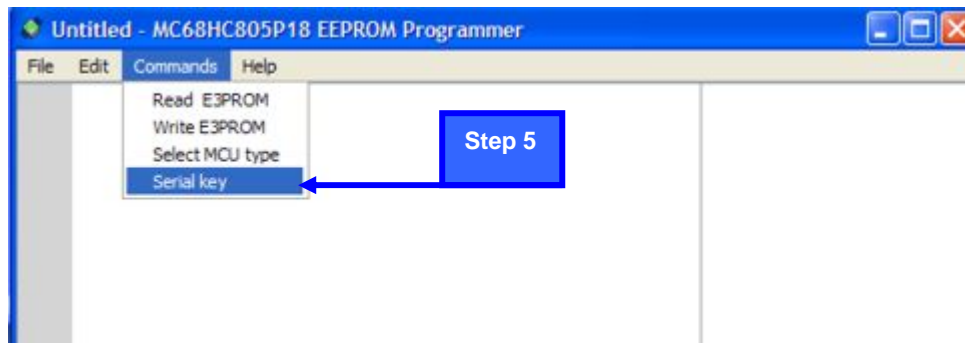 Untitled - MC68HC805P18 EEPROM Programmer
File Edit Commands Help
Read E3PROM
Write E3PROM
Select MCU type
Serial key
Step 5